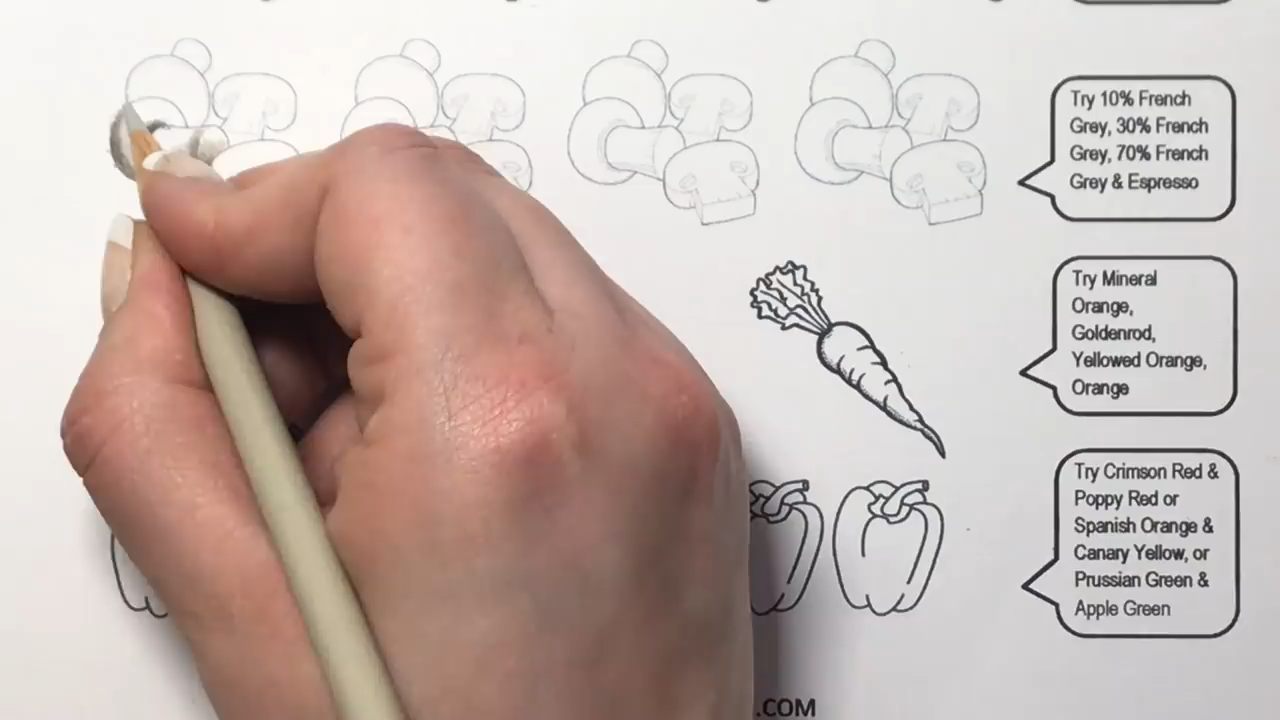 Try 10% French
Grey, 30% French
Grey, 70% French
Grey & Espresso
Try Mineral
Orange,
Goldenrod,
Yellowed Orange,
Orange
Try Crimson Red &
Poppy Red or
Spanish Orange &
Canary Yellow, or
Prussian Green &
Apple Green
.COM